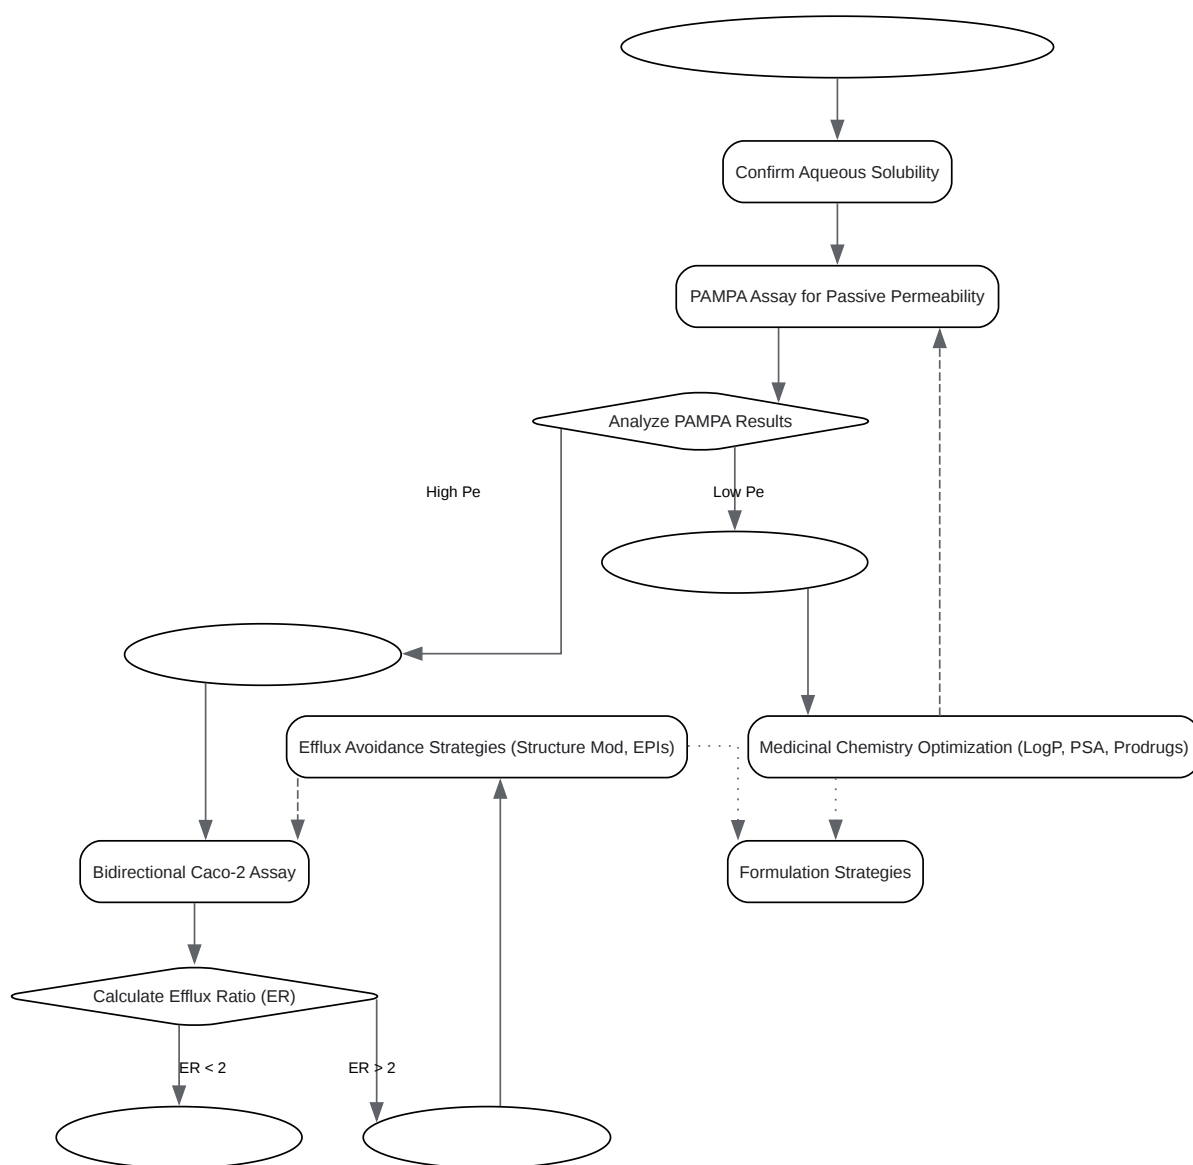 Confirm Aqueous Solubility
PAMPA Assay for Passive Permeability
Analyze PAMPA Results
High Pe
Low Pe
Efflux Avoidance Strategies (Structure Mod, EPIs)
Medicinal Chemistry Optimization (LogP, PSA, Prodrugs)
Bidirectional Caco-2 Assay
Formulation Strategies
Calculate Efflux Ratio (ER)
ER < 2
ER > 2